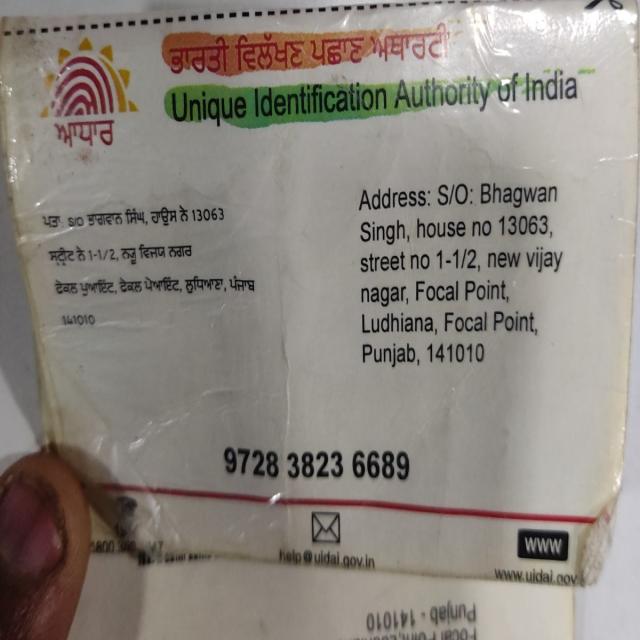 ਭਾਰਤੀ ਵਿਲੱਖਣ ਪਛਾਣ ਅਥਾਰਟੀ
Unique Identification Authority of India
ਆਧਾਰ
ਪਤਾ: S/O ਭਗਵਾਨ ਸਿੰਘ, ਹਾਊਸ ਨੰ 13063
ਸਟ੍ਰੀਟ ਨੰ 1-1/2, ਨਯੂ ਵਿਜਯ ਨਗਰ
ਫੋਕਲ ਪੁਆਇੰਟ, ਫੋਕਲ ਪੋਆਇੰਟ, ਲੁਧਿਆਣਾ, ਪੰਜਾਬ
141010
Address: S/O: Bhagwan
Singh, house no 13063,
street no 1-1/2, new vijay
nagar, Focal Point,
Ludhiana, Focal Point,
Punjab, 141010
9728 3823 6689
help@uidai.gov.in
www
www.uidai.gov
Punjab - 141010